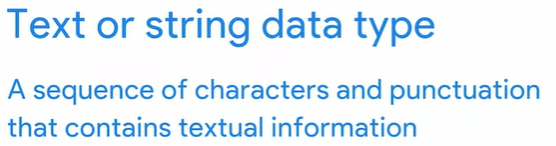 Text or string data type
A sequence of characters and punctuation
that contains textual information